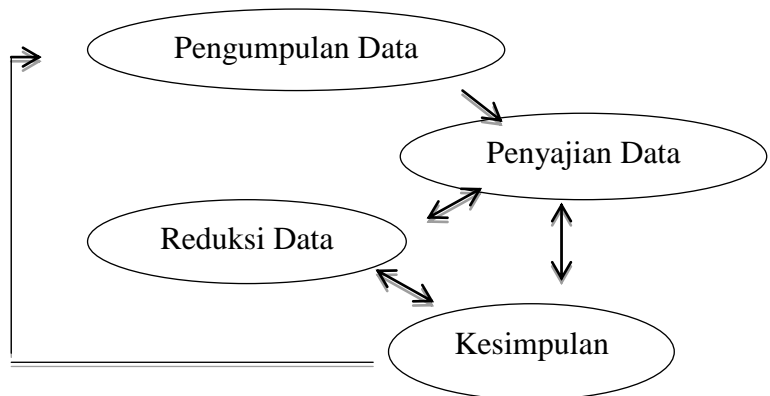 Pengumpulan Data
Penyajian Data
Reduksi Data
Kesimpulan